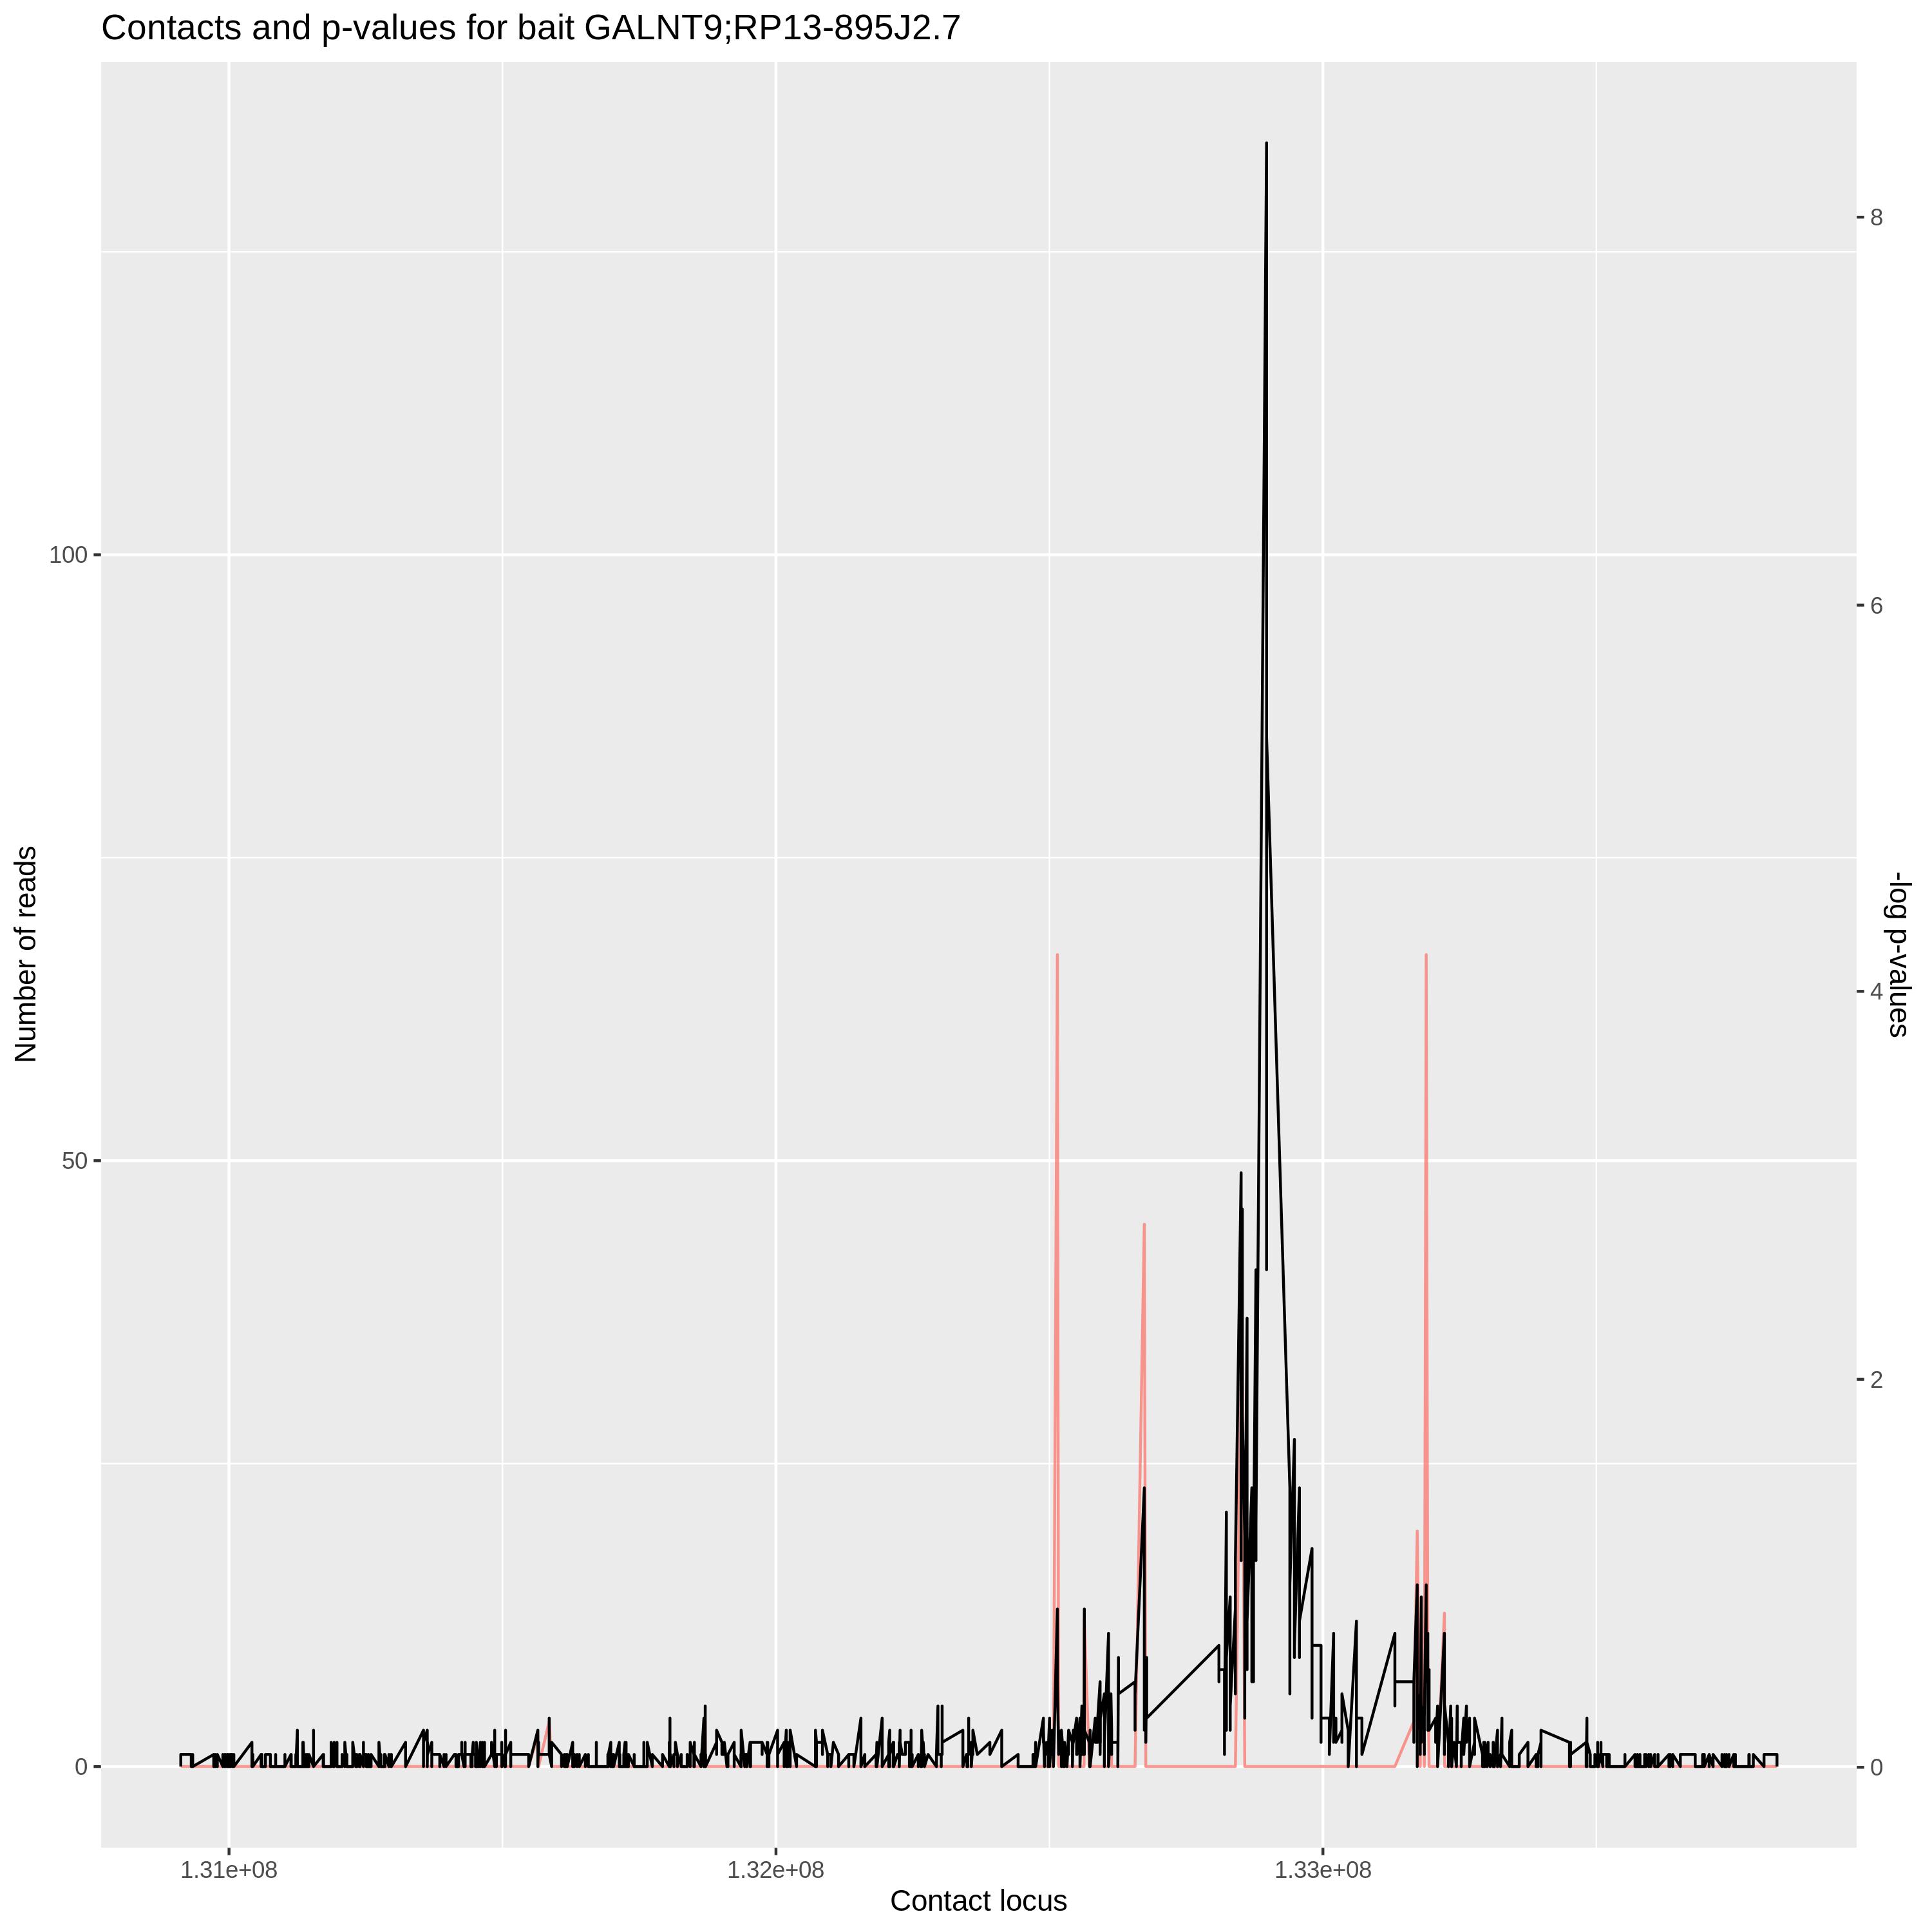 Contacts and p-values for bait GALNT9;RP13-895J2.7
Number of reads
100
50
0
8
6
4
2
0
-log p-values
1.31e+08 1.32e+08 1.33e+08
Contact locus